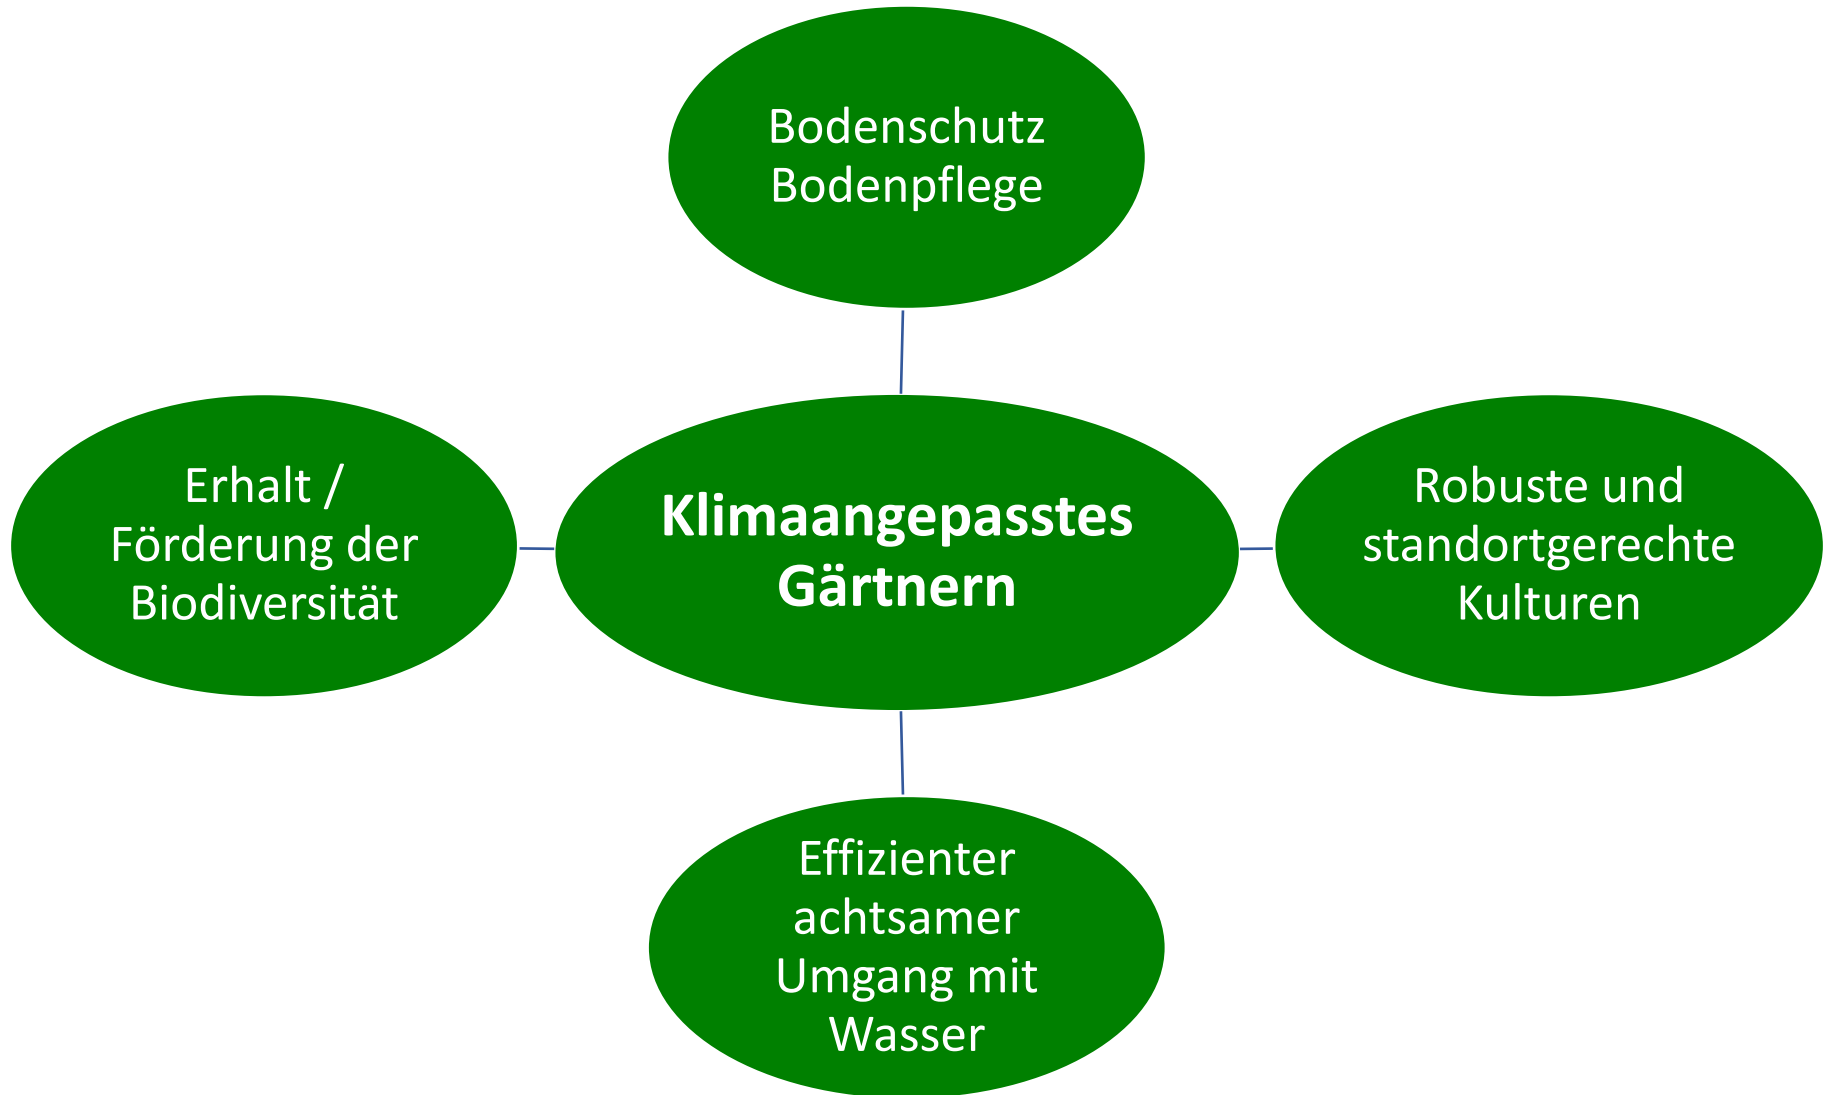 Bodenschutz
Bodenpflege
Erhalt /
Förderung der
Biodiversität
Klimaangepasstes
Gärtnern
Robuste und
standortgerechte
Kulturen
Effizienter
achtsamer
Umgang mit
Wasser